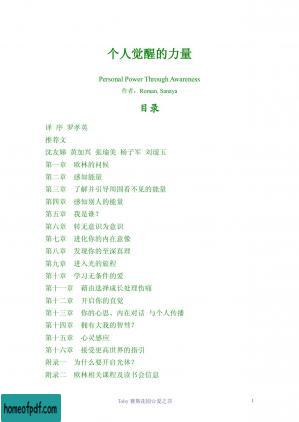 个人觉醒的力量
Personal Power Through Awareness
作者：Roman, Sanaya
目录
译 序 罗孝英
推荐文
沈友娣 黄加兴 张瑜美 杨子军 刘瑷玉
第一章 欧林的问候
第二章 感知能量
第三章 了解并引导周围看不见的能量
第四章 感知别人的能量
第五章 我是谁？
第六章 转无意识为意识
第七章 进化你的内在意像
第八章 发现你的至深真理
第九章 进入光的旅程
第十章 学习无条件的爱
第十一章 藉由选择成长处理伤痛
第十二章 开启你的直觉
第十三章 你的心思、内在对话 与个人传播
第十四章 拥有大我的智彗？
第十五章 心灵感应
第十六章 接受更高世界的指引
附录一 为什么要开启光体？
附录二 欧林相关课程及读书会信息
Toby 赛斯花园分爱之芬
1
homeofpdf.com